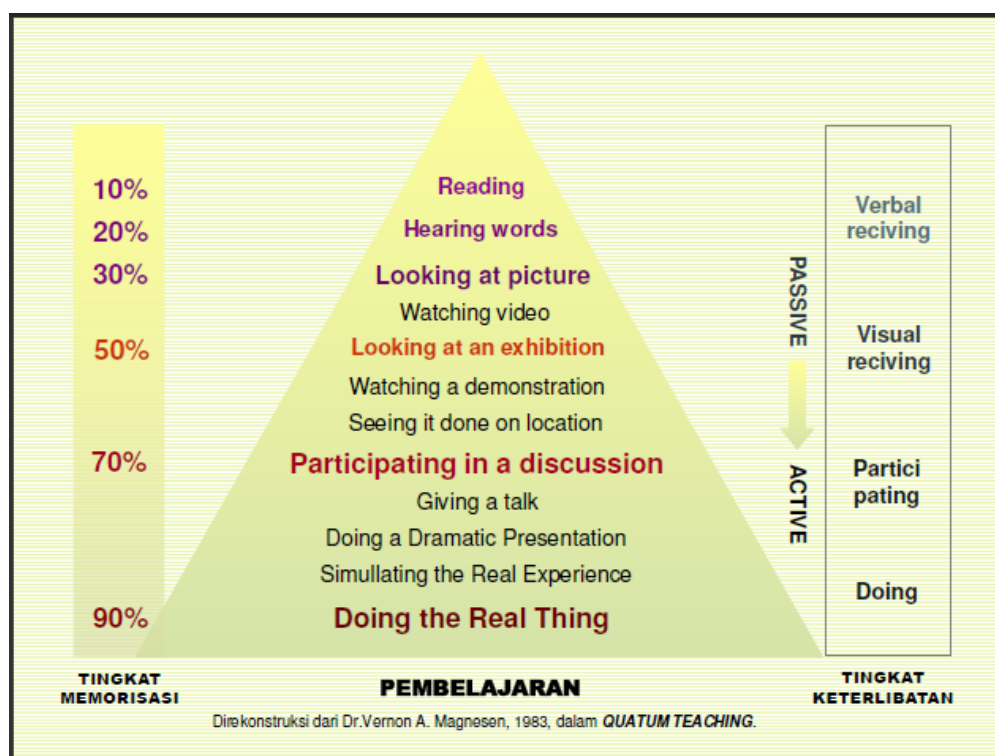 10%
20%
30%
50%
70%
90%
TINGKAT
MEMORISASI
Reading
Hearing words
Looking at picture
Watching video
Looking at an exhibition
Watching a demonstration
Seeing it done on location
Participating in a discussion
Giving a talk
Doing a Dramatic Presentation
Simullating the Real Experience
Doing the Real Thing
PEMBELAJARAN
PASSIVE
ACTIVE
Verbal
reciving
Visual
reciving
Partici
pating
Doing
TINGKAT
KETERLIBATAN
Direkonstruksi dari Dr.Vernon A. Magnesen, 1983, dalam QUATUM TEACHING.